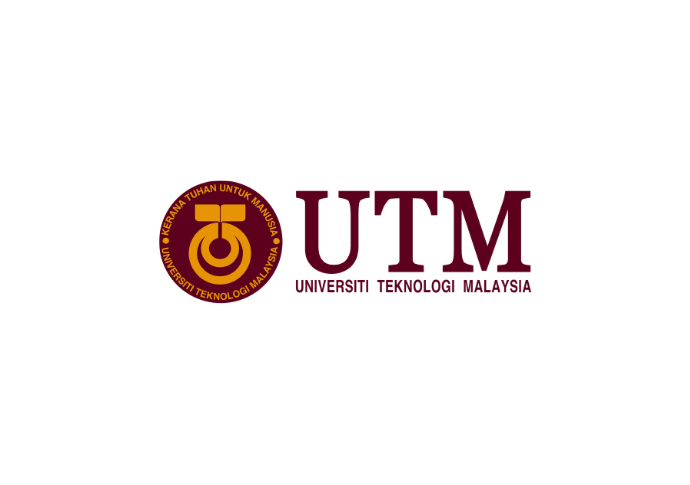 KERANA TUHAN UNTUK MANUSIA
UNIVERSITI TEKNOLOGI MALAYSIA
UTM
UNIVERSITI TEKNOLOGI MALAYSIA